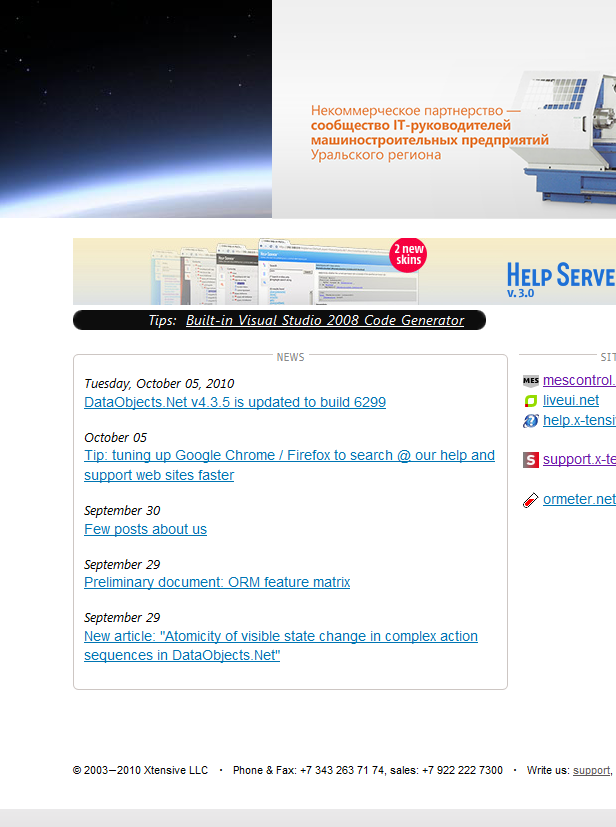 Некоммерческое партнерство —
сообщество IT-руководителей
машиностроительных предприятий
Уральского региона
2 new
skins
HELP SERVE
v. 3.0
Tips: Built-in Visual Studio 2008 Code Generator
NEWS
Tuesday, October 05, 2010
DataObjects.Net v4.3.5 is updated to build 6299
October 05
Tip: tuning up Google Chrome / Firefox to search @ our help and
support web sites faster
September 30
Few posts about us
September 29
Preliminary document: ORM feature matrix
September 29
New article: "Atomicity of visible state change in complex action
sequences in DataObjects.Net"
SIT
MES mescontrol.
liveui.net
help.x-tensi
S support.x-te
ormeter.net
© 2003—2010 Xtensive LLC · Phone & Fax: +7 343 263 71 74, sales: +7 922 222 7300 · Write us: support,